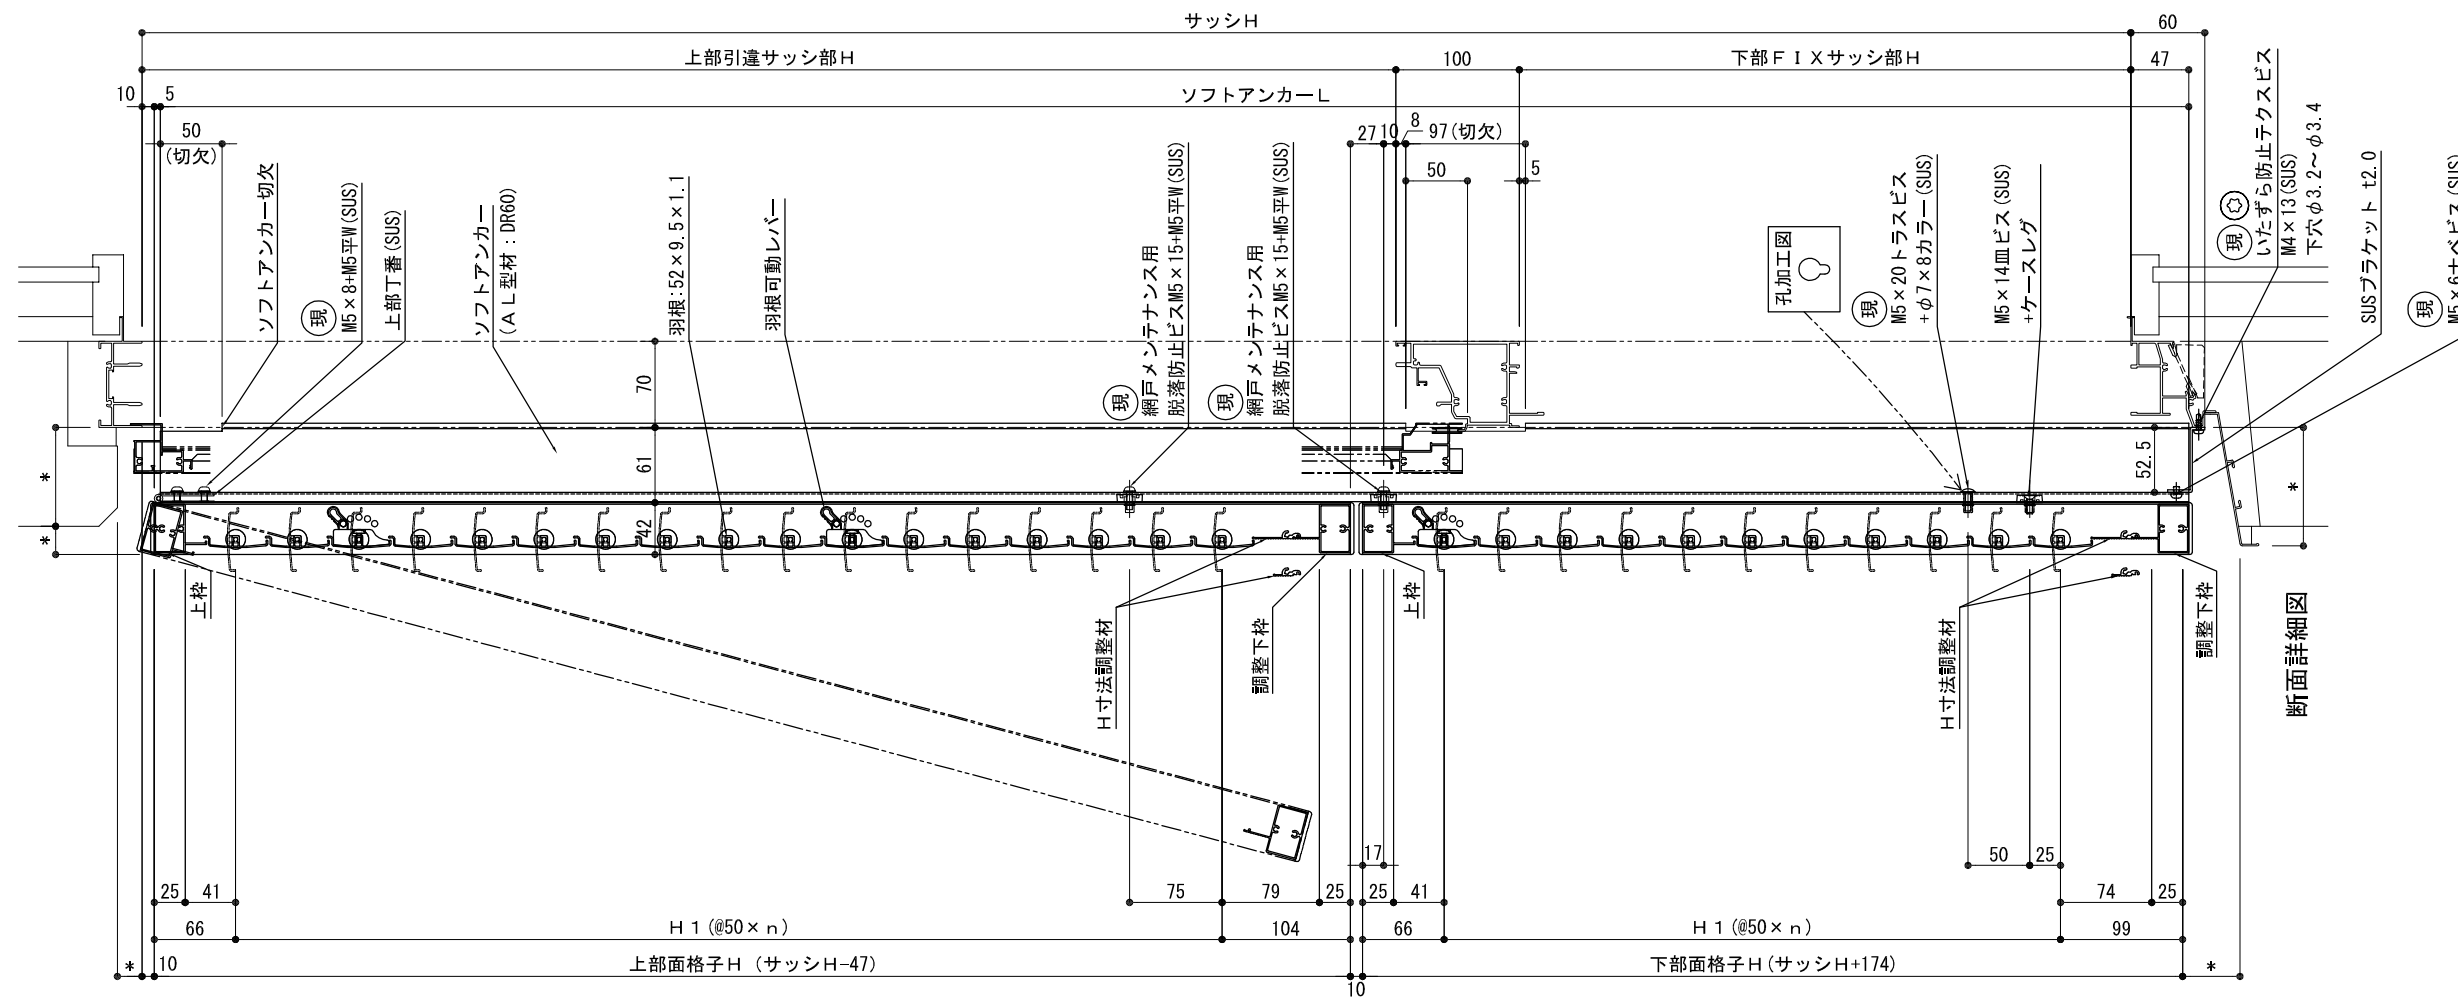 サッシH
60
上部引違サッシ部H
100
下部FIXサッシ部H
47
10
5
ソフトアンカーL
50
(切欠)
27
10
8
97(切欠)
50
5
ソフトアンカー切欠
現
M5×8+M5平W(SUS)
上部丁番(SUS)
ソフトアンカー
(AL型材:DR60)
羽根:52×9.5×1.1
羽根可動レバー
現
網戸メンテナンス用
脱落防止ビスM5×15+M5平W(SUS)
現
網戸メンテナンス用
脱落防止ビスM5×15+M5平W(SUS)
孔加工図
現
M5×20トラスビス
+φ7×8カラー(SUS)
M5×14皿ビス(SUS)
+ケースレグ
現
いたずら防止テクスビス
M4×13(SUS)
下穴φ3.2~φ3.4
SUSブラケット t2.0
現
M5×6ナベビス(SUS)
70
61
42
52.5
*
*
*
上枠
H寸法調整材
調整下枠
上枠
H寸法調整材
調整下枠
断面詳細図
17
50
25
25
41
75
79
25
25
41
74
25
66
H1(@50×n)
104
66
H1(@50×n)
99
*
10
上部面格子H (サッシH-47)
10
下部面格子H(サッシH+174)
*